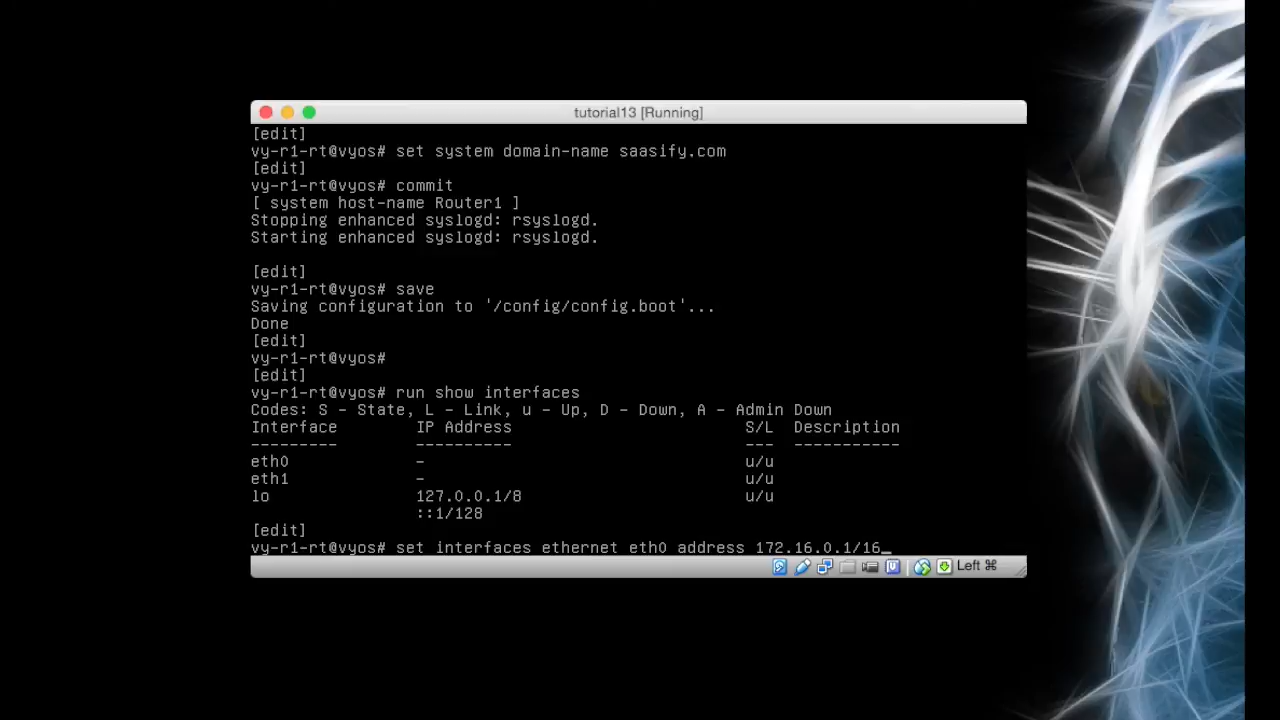 tutorial13 [Running]
[edit]
vy-r1-rt@vyos# set system domain-name saasify.com
[edit]
vy-r1-rt@vyos# commit
[ system host-name Router1 ]
Stopping enhanced syslogd: rsyslogd.
Starting enhanced syslogd: rsyslogd.
[edit]
vy-r1-rt@vyos# save
Saving configuration to '/config/config.boot'...
Done
[edit]
vy-r1-rt@vyos#
[edit]
vy-r1-rt@vyos# run show interfaces
Codes: S - State, L - Link, u - Up, D - Down, A - Admin Down
Interface IP Address S/L Description
--------- ---------- --- -----------
eth0 - u/u
eth1 - u/u
lo 127.0.0.1/8 u/u
::1/128
[edit]
vy-r1-rt@vyos# set interfaces ethernet eth0 address 172.16.0.1/16_
Left ⌘